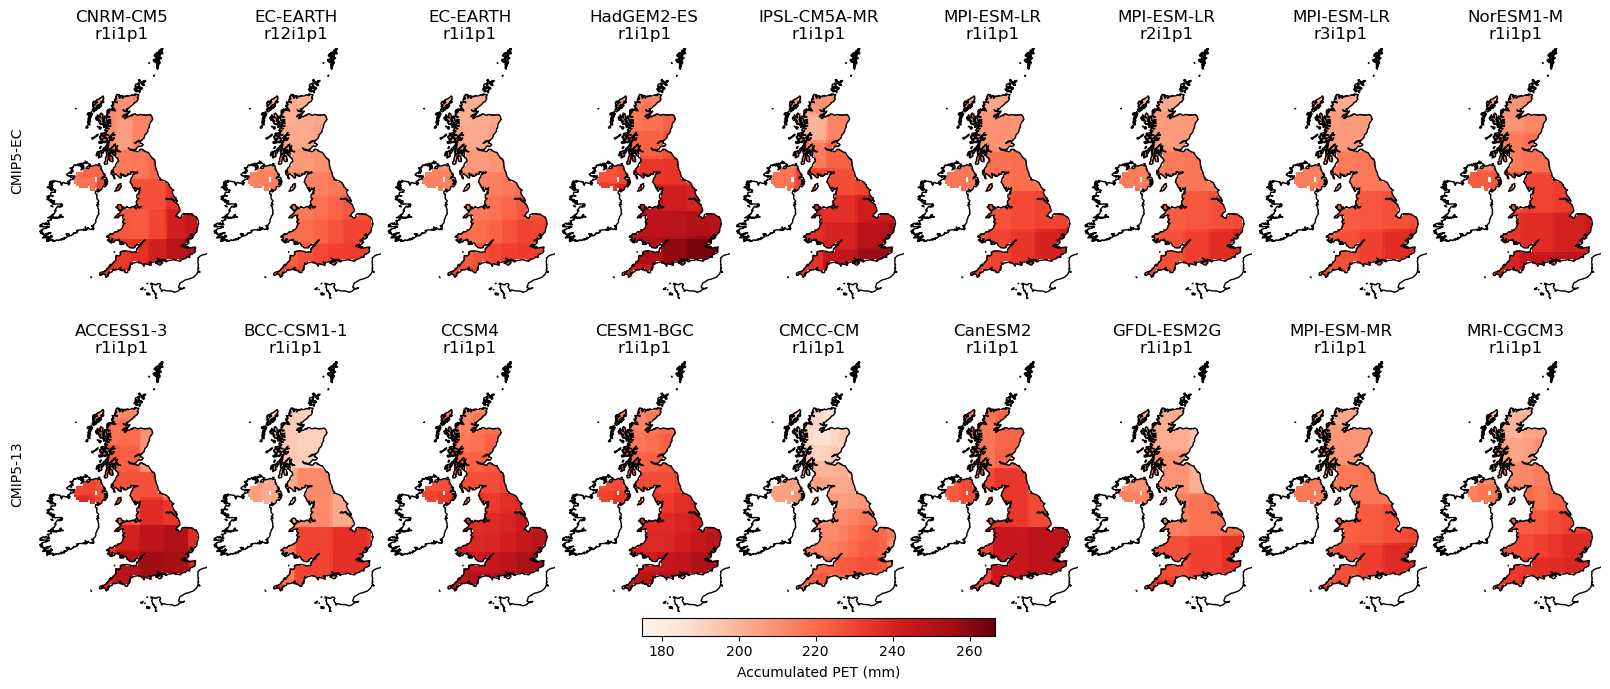 CNRM-CM5
r1i1p1
EC-EARTH
r12i1p1
EC-EARTH
r1i1p1
HadGEM2-ES
r1i1p1
IPSL-CM5A-MR
r1i1p1
MPI-ESM-LR
r1i1p1
MPI-ESM-LR
r2i1p1
MPI-ESM-LR
r3i1p1
NorESM1-M
r1i1p1
CMIP5-EC
ACCESS1-3
r1i1p1
BCC-CSM1-1
r1i1p1
CCSM4
r1i1p1
CESM1-BGC
r1i1p1
CMCC-CM
r1i1p1
CanESM2
r1i1p1
GFDL-ESM2G
r1i1p1
MPI-ESM-MR
r1i1p1
MRI-CGCM3
r1i1p1
CMIP5-13
180 200 220 240 260
Accumulated PET (mm)